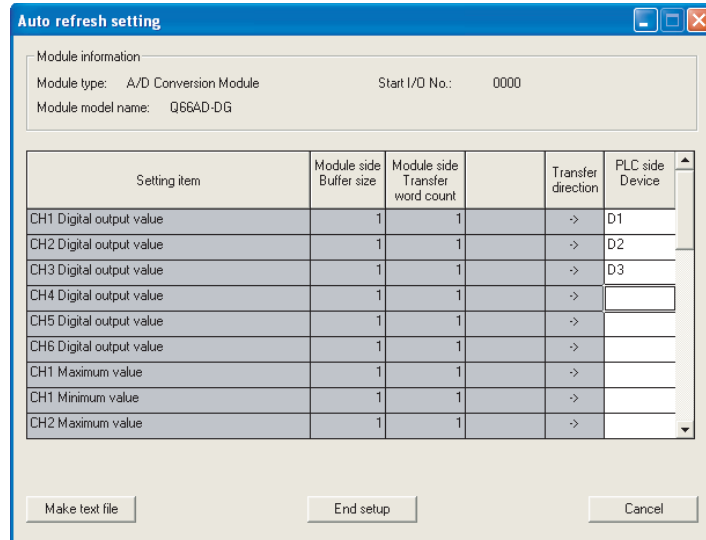 Auto refresh setting
Module information
Module type: A/D Conversion Module Start I/O No.: 0000
Module model name: Q66AD-DG
Setting item Module side Buffer size Module side Transfer word count Transfer direction PLC side Device
CH1 Digital output value 1 1 -> D1
CH2 Digital output value 1 1 -> D2
CH3 Digital output value 1 1 -> D3
CH4 Digital output value 1 1 ->
CH5 Digital output value 1 1 ->
CH6 Digital output value 1 1 ->
CH1 Maximum value 1 1 ->
CH1 Minimum value 1 1 ->
CH2 Maximum value 1 1 ->
Make text file End setup Cancel